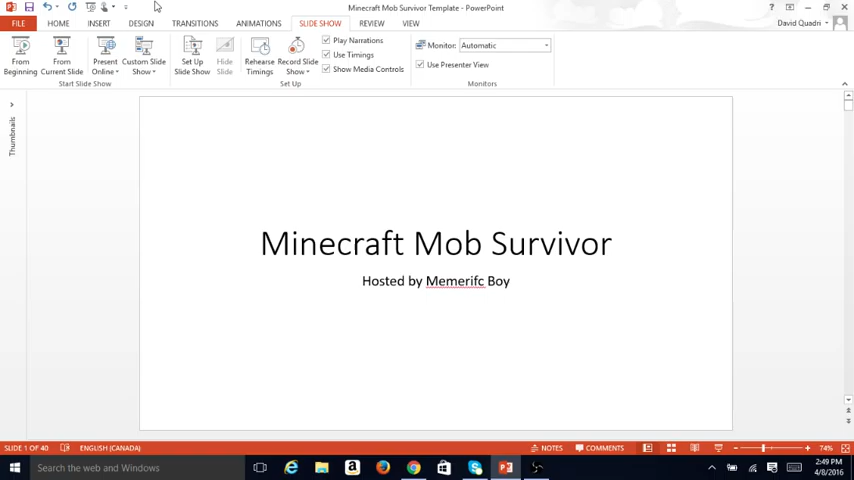 Minecraft Mob Survivor Template - PowerPoint
FILE HOME INSERT DESIGN TRANSITIONS ANIMATIONS SLIDE SHOW REVIEW VIEW David Quadri
From Beginning
From Current Slide
Present Online
Custom Slide Show
Start Slide Show
Set Up Slide Show
Hide Slide
Rehearse Timings
Record Slide Show
Play Narrations
Use Timings
Show Media Controls
Set Up
Monitor: Automatic
Use Presenter View
Monitors
Thumbnails
Minecraft Mob Survivor
Hosted by Memerifc Boy
SLIDE 1 OF 40 ENGLISH (CANADA) NOTES COMMENTS 74%
Search the web and Windows
2:49 PM
4/8/2016